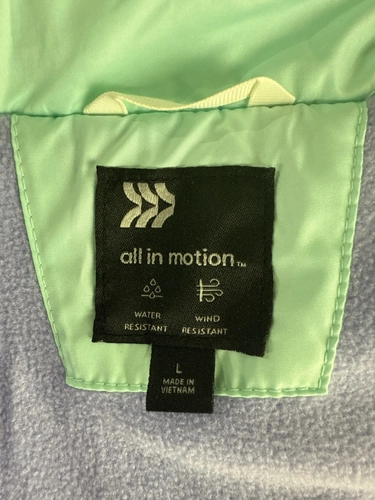 all in motion™
WATER RESISTANT
WIND RESISTANT
L
MADE IN
VIETNAM